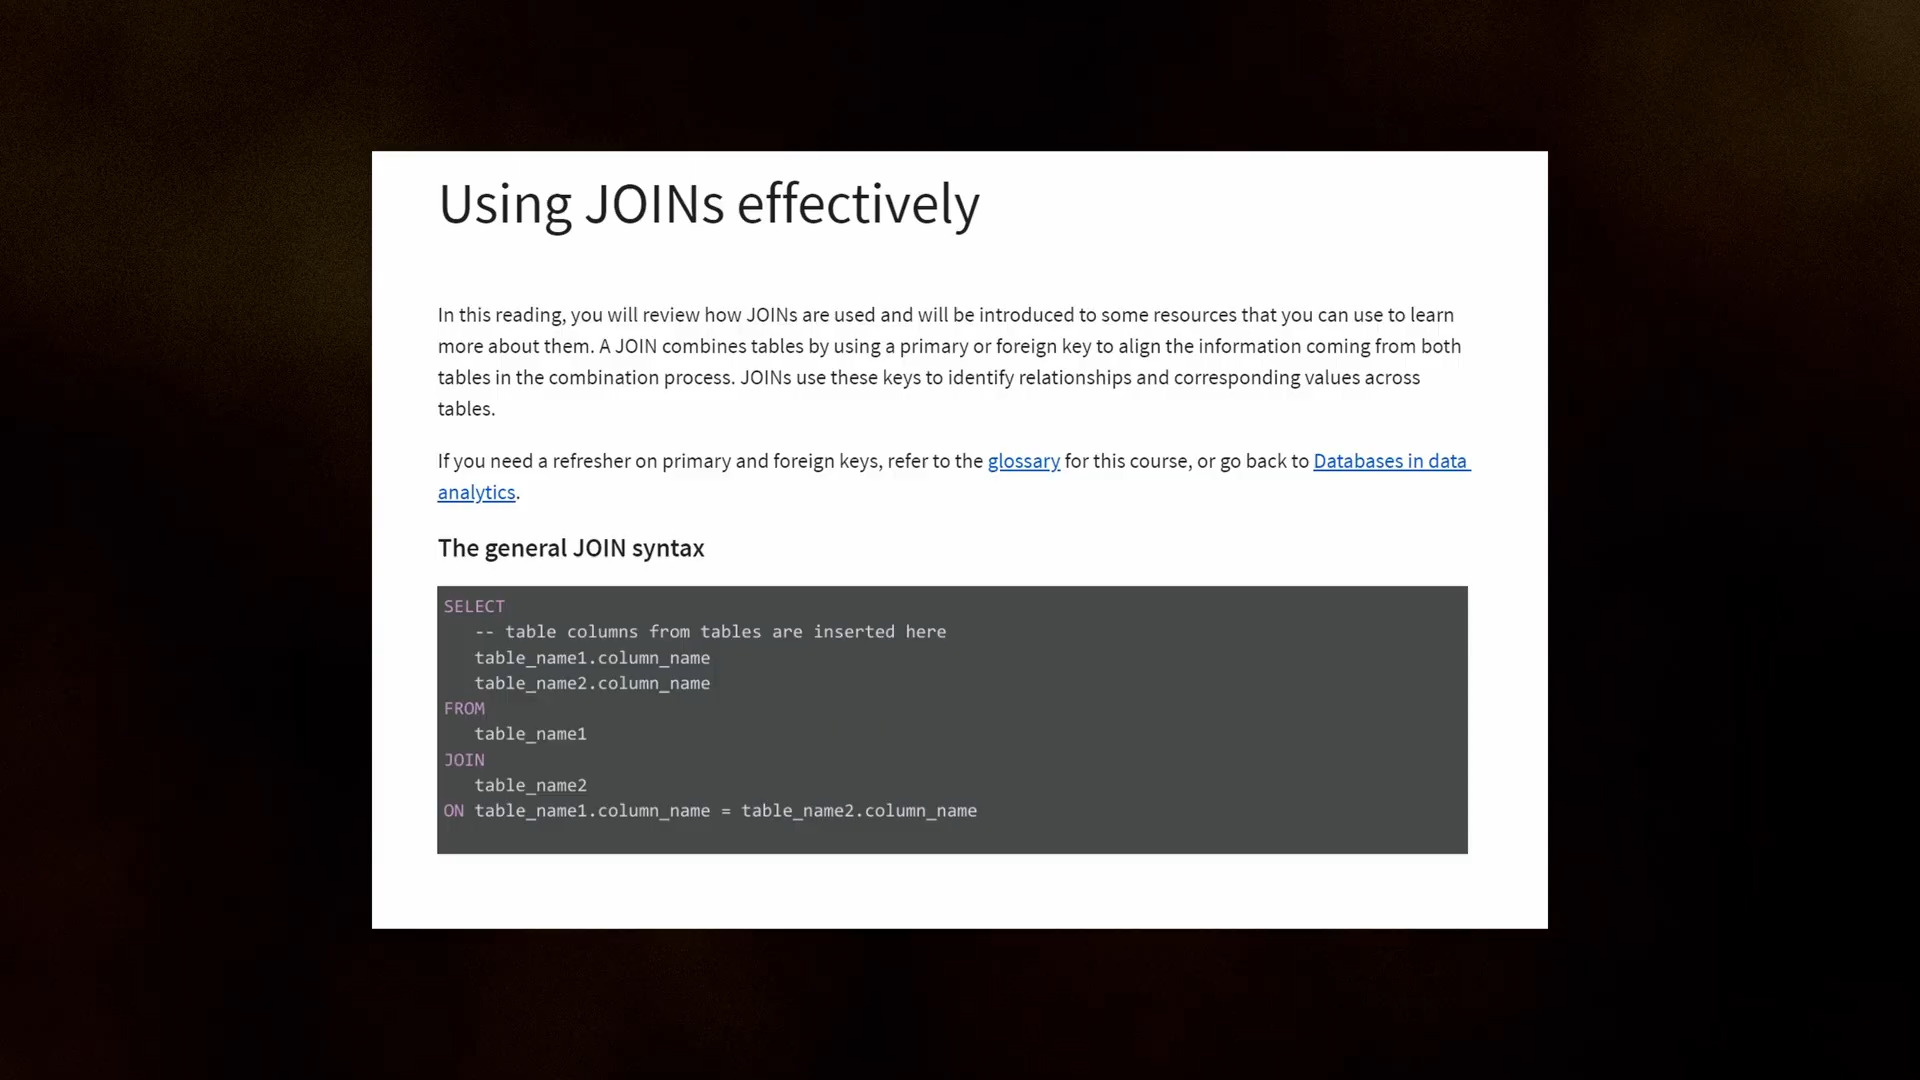 Using JOINs effectively
In this reading, you will review how JOINs are used and will be introduced to some resources that you can use to learn
more about them. A JOIN combines tables by using a primary or foreign key to align the information coming from both
tables in the combination process. JOINs use these keys to identify relationships and corresponding values across
tables.
If you need a refresher on primary and foreign keys, refer to the glossary for this course, or go back to Databases in data
analytics.
The general JOIN syntax
SELECT
   -- table columns from tables are inserted here
   table_name1.column_name
   table_name2.column_name
FROM
   table_name1
JOIN
   table_name2
ON table_name1.column_name = table_name2.column_name